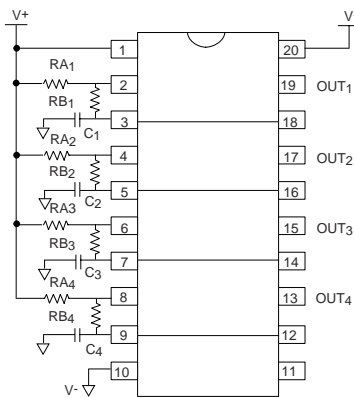 V+ V
1 20
RA1
2 19 OUT1
RB1
3 18
C1
RA2
4 17 OUT2
RB2
5 16
C2
RA3
6 15 OUT3
RB3
7 14
C3
RA4
8 13 OUT4
RB4
9 12
C4
10 11
V-